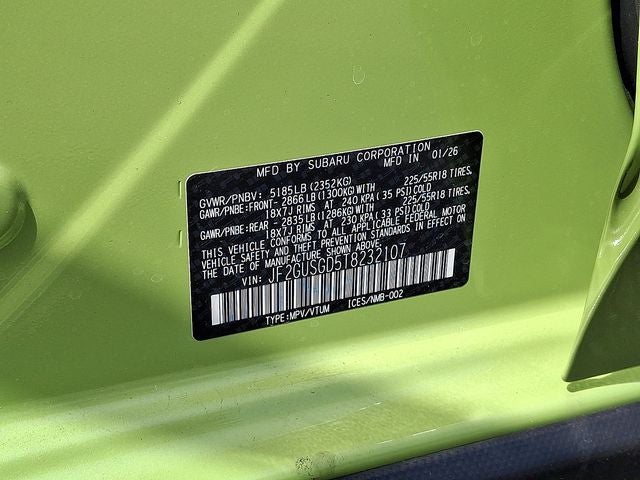 MFD BY SUBARU CORPORATION
MFD IN 01/26
GVWR/PNBV: 5185LB(2352KG)
GAWR/PNBE:FRONT- 2866LB(1300KG)WITH 225/55R18 TIRES,
18X7J RIMS AT 240 KPA(35 PSI)COLD
GAWR/PNBE:REAR - 2835LB(1286KG)WITH 225/55R18 TIRES,
18X7J RIMS AT 230 KPA(33 PSI)COLD
THIS VEHICLE CONFORMS TO ALL APPLICABLE FEDERAL MOTOR
VEHICLE SAFETY AND THEFT PREVENTION STANDARDS IN EFFECT ON
THE DATE OF MANUFACTURE SHOWN ABOVE.
VIN: JF2GUSGD5T8232107
TYPE:MPV/VTUM ICES/NMB-002